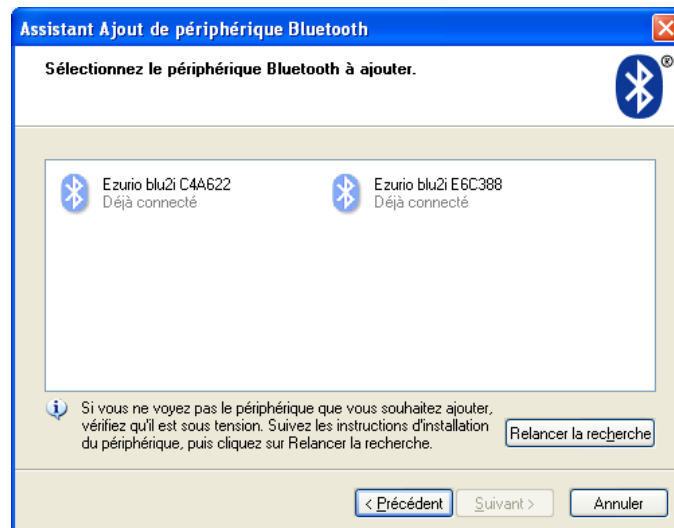 Assistant Ajout de périphérique Bluetooth
Sélectionnez le périphérique Bluetooth à ajouter.
®
Ezurio blu2i C4A622
Déjà connecté
Ezurio blu2i E6C388
Déjà connecté
Si vous ne voyez pas le périphérique que vous souhaitez ajouter,
vérifiez qu'il est sous tension. Suivez les instructions d'installation
du périphérique, puis cliquez sur Relancer la recherche.
Relancer la recherche
< Précédent
Suivant >
Annuler